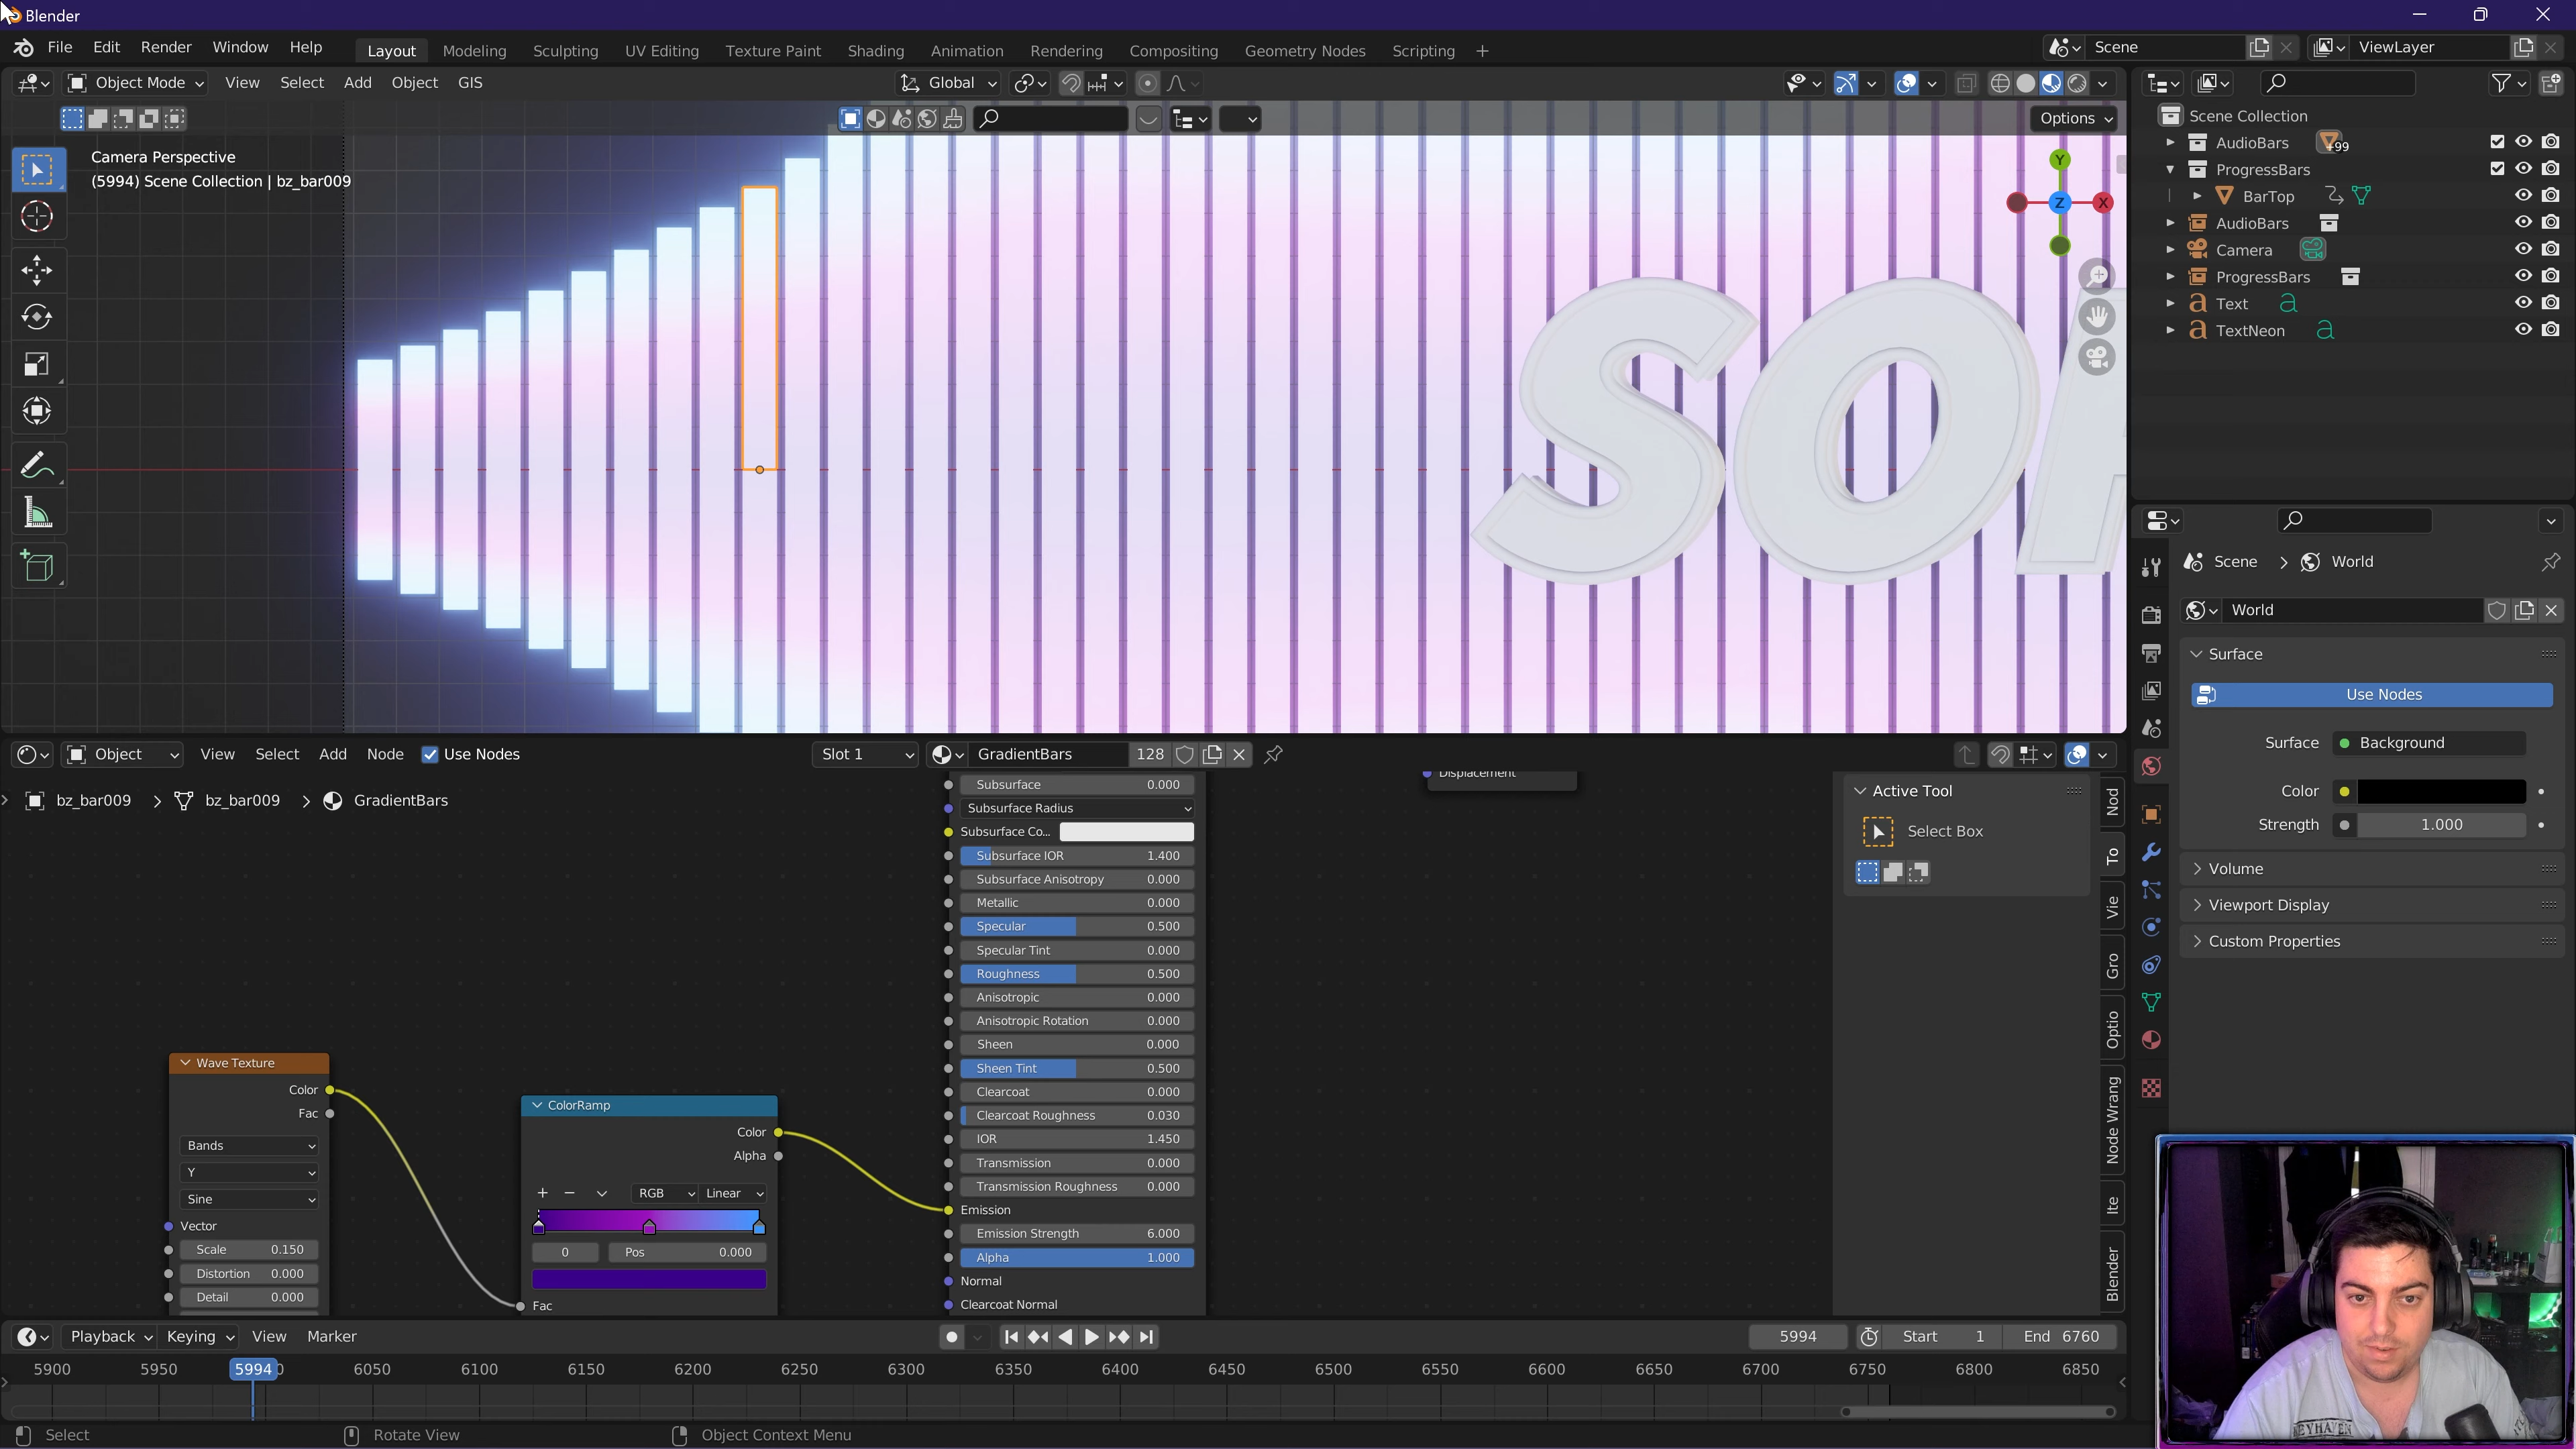 Blender
File Edit Render Window Help Layout Modeling Sculpting UV Editing Texture Paint Shading Animation Rendering Compositing Geometry Nodes Scripting + Scene ViewLayer
Object Mode View Select Add Object GIS Global
Options
Camera Perspective
(5994) Scene Collection | bz_bar009
SO
Scene Collection
AudioBars +99
ProgressBars
BarTop
AudioBars
Camera
ProgressBars
Text
TextNeon
Y
Z X
Scene > World
World
Surface
Use Nodes
Surface Background
Color
Strength 1.000
Volume
Viewport Display
Custom Properties
Object View Select Add Node Use Nodes Slot 1 GradientBars 128
bz_bar009 > bz_bar009 > GradientBars
Displacement
Subsurface 0.000
Subsurface Radius
Subsurface Co...
Subsurface IOR 1.400
Subsurface Anisotropy 0.000
Metallic 0.000
Specular 0.500
Specular Tint 0.000
Roughness 0.500
Anisotropic 0.000
Anisotropic Rotation 0.000
Sheen 0.000
Sheen Tint 0.500
Clearcoat 0.000
Clearcoat Roughness 0.030
IOR 1.450
Transmission 0.000
Transmission Roughness 0.000
Emission
Emission Strength 6.000
Alpha 1.000
Normal
Clearcoat Normal
Wave Texture
Color
Fac
Bands
Y
Sine
Vector
Scale 0.150
Distortion 0.000
Detail 0.000
ColorRamp
Color
Alpha
+ − RGB Linear
0 Pos 0.000
Fac
Active Tool
Select Box
Nod
To
Vie
Gro
Optio
Node Wrang
Ite
Blender
Playback Keying View Marker 5994 Start 1 End 6760
5900 5950 5994 6050 6100 6150 6200 6250 6300 6350 6400 6450 6500 6550 6600 6650 6700 6750 6800 6850
Select Rotate View Object Context Menu